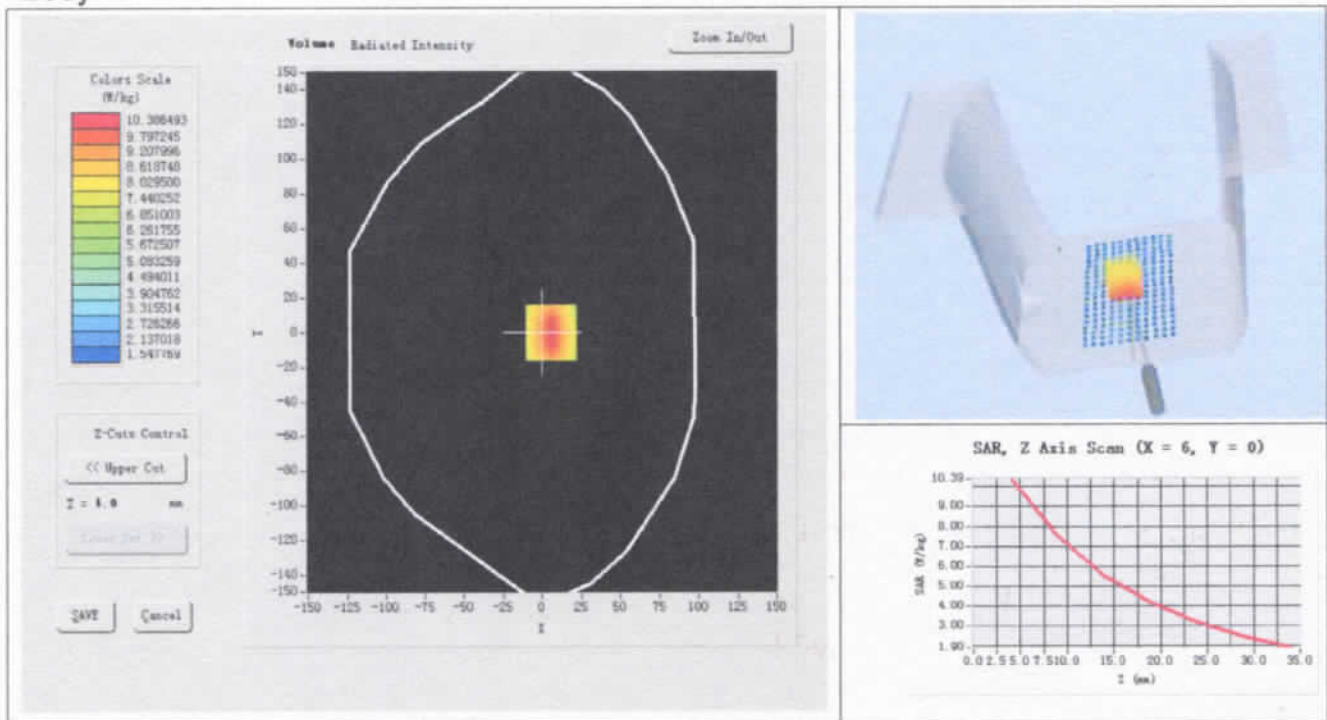 Volume Radiated Intensity
Zoom In/Out
Colors Scale
(W/kg)
10.386493
9.797245
9.207996
8.618748
8.029500
7.440252
6.851003
6.261755
5.672507
5.083259
4.494011
3.904762
3.315514
2.726266
2.137018
1.547769
150
140
120
100
80
60
40
20
0
-20
-40
-60
-80
-100
-120
-140
-150
Y
-150 -125 -100 -75 -50 -25 0 25 50 75 100 125 150
X
Z-Cuts Control
<< Upper Cut
Z = 4.0 mm
SAVE
Cancel
SAR, Z Axis Scan (X = 6, Y = 0)
SAR (W/kg)
10.39
9.00
8.00
7.00
6.00
5.00
4.00
3.00
1.90
0.0 2.5 5.0 7.5 10.0 15.0 20.0 25.0 30.0 35.0
Z (mm)